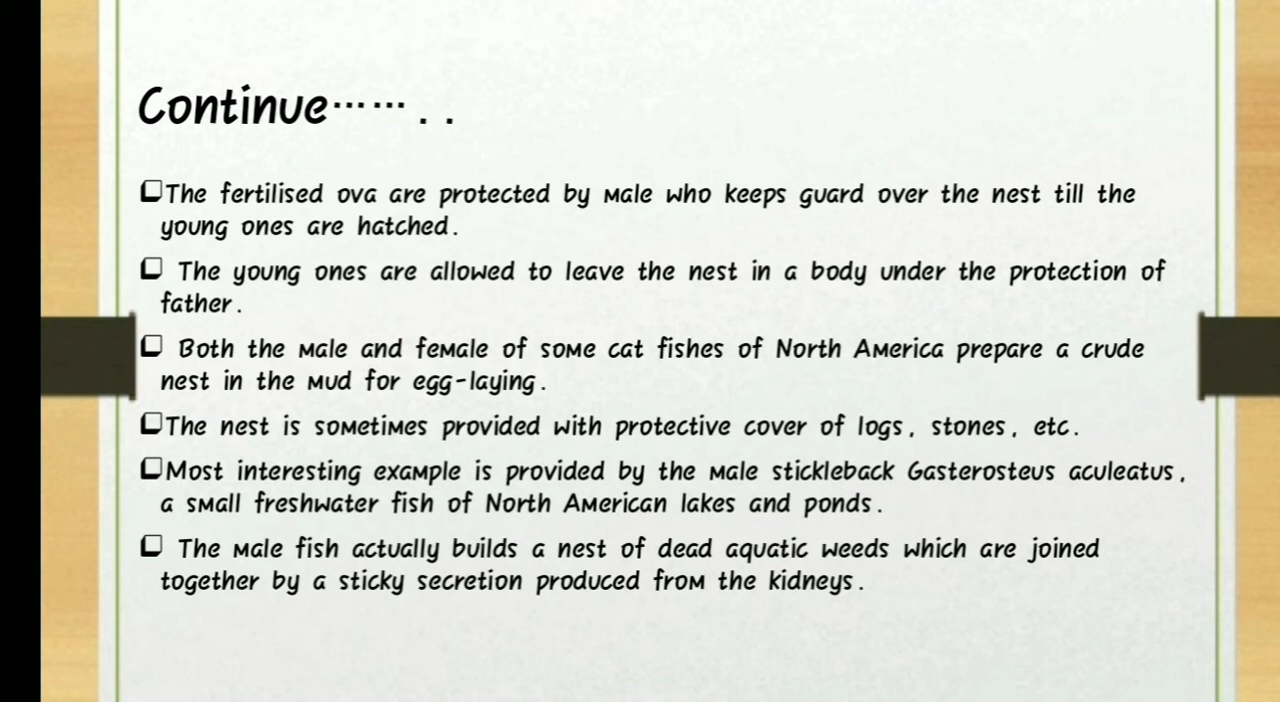 Continue…… . .
❑The fertilised ova are protected by male who keeps guard over the nest till the
young ones are hatched.
❑ The young ones are allowed to leave the nest in a body under the protection of
father.
❑ Both the male and female of some cat fishes of North America prepare a crude
nest in the mud for egg-laying.
❑The nest is sometimes provided with protective cover of logs, stones, etc.
❑Most interesting example is provided by the male stickleback Gasterosteus aculeatus,
a small freshwater fish of North American lakes and ponds.
❑ The male fish actually builds a nest of dead aquatic weeds which are joined
together by a sticky secretion produced from the kidneys.